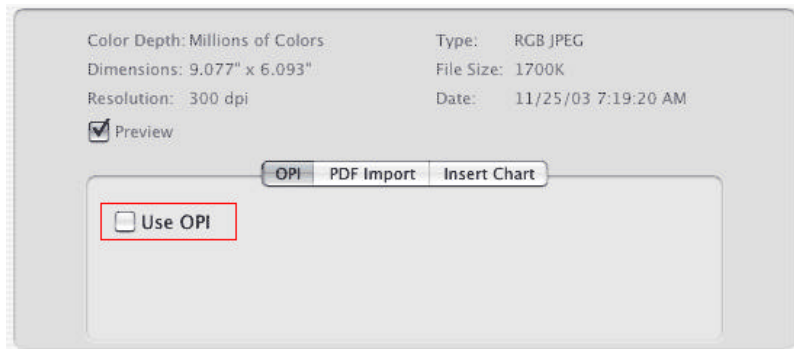 Color Depth: Millions of Colors Type: RGB JPEG
Dimensions: 9.077" x 6.093" File Size: 1700K
Resolution: 300 dpi Date: 11/25/03 7:19:20 AM
Preview
OPI PDF Import Insert Chart
Use OPI